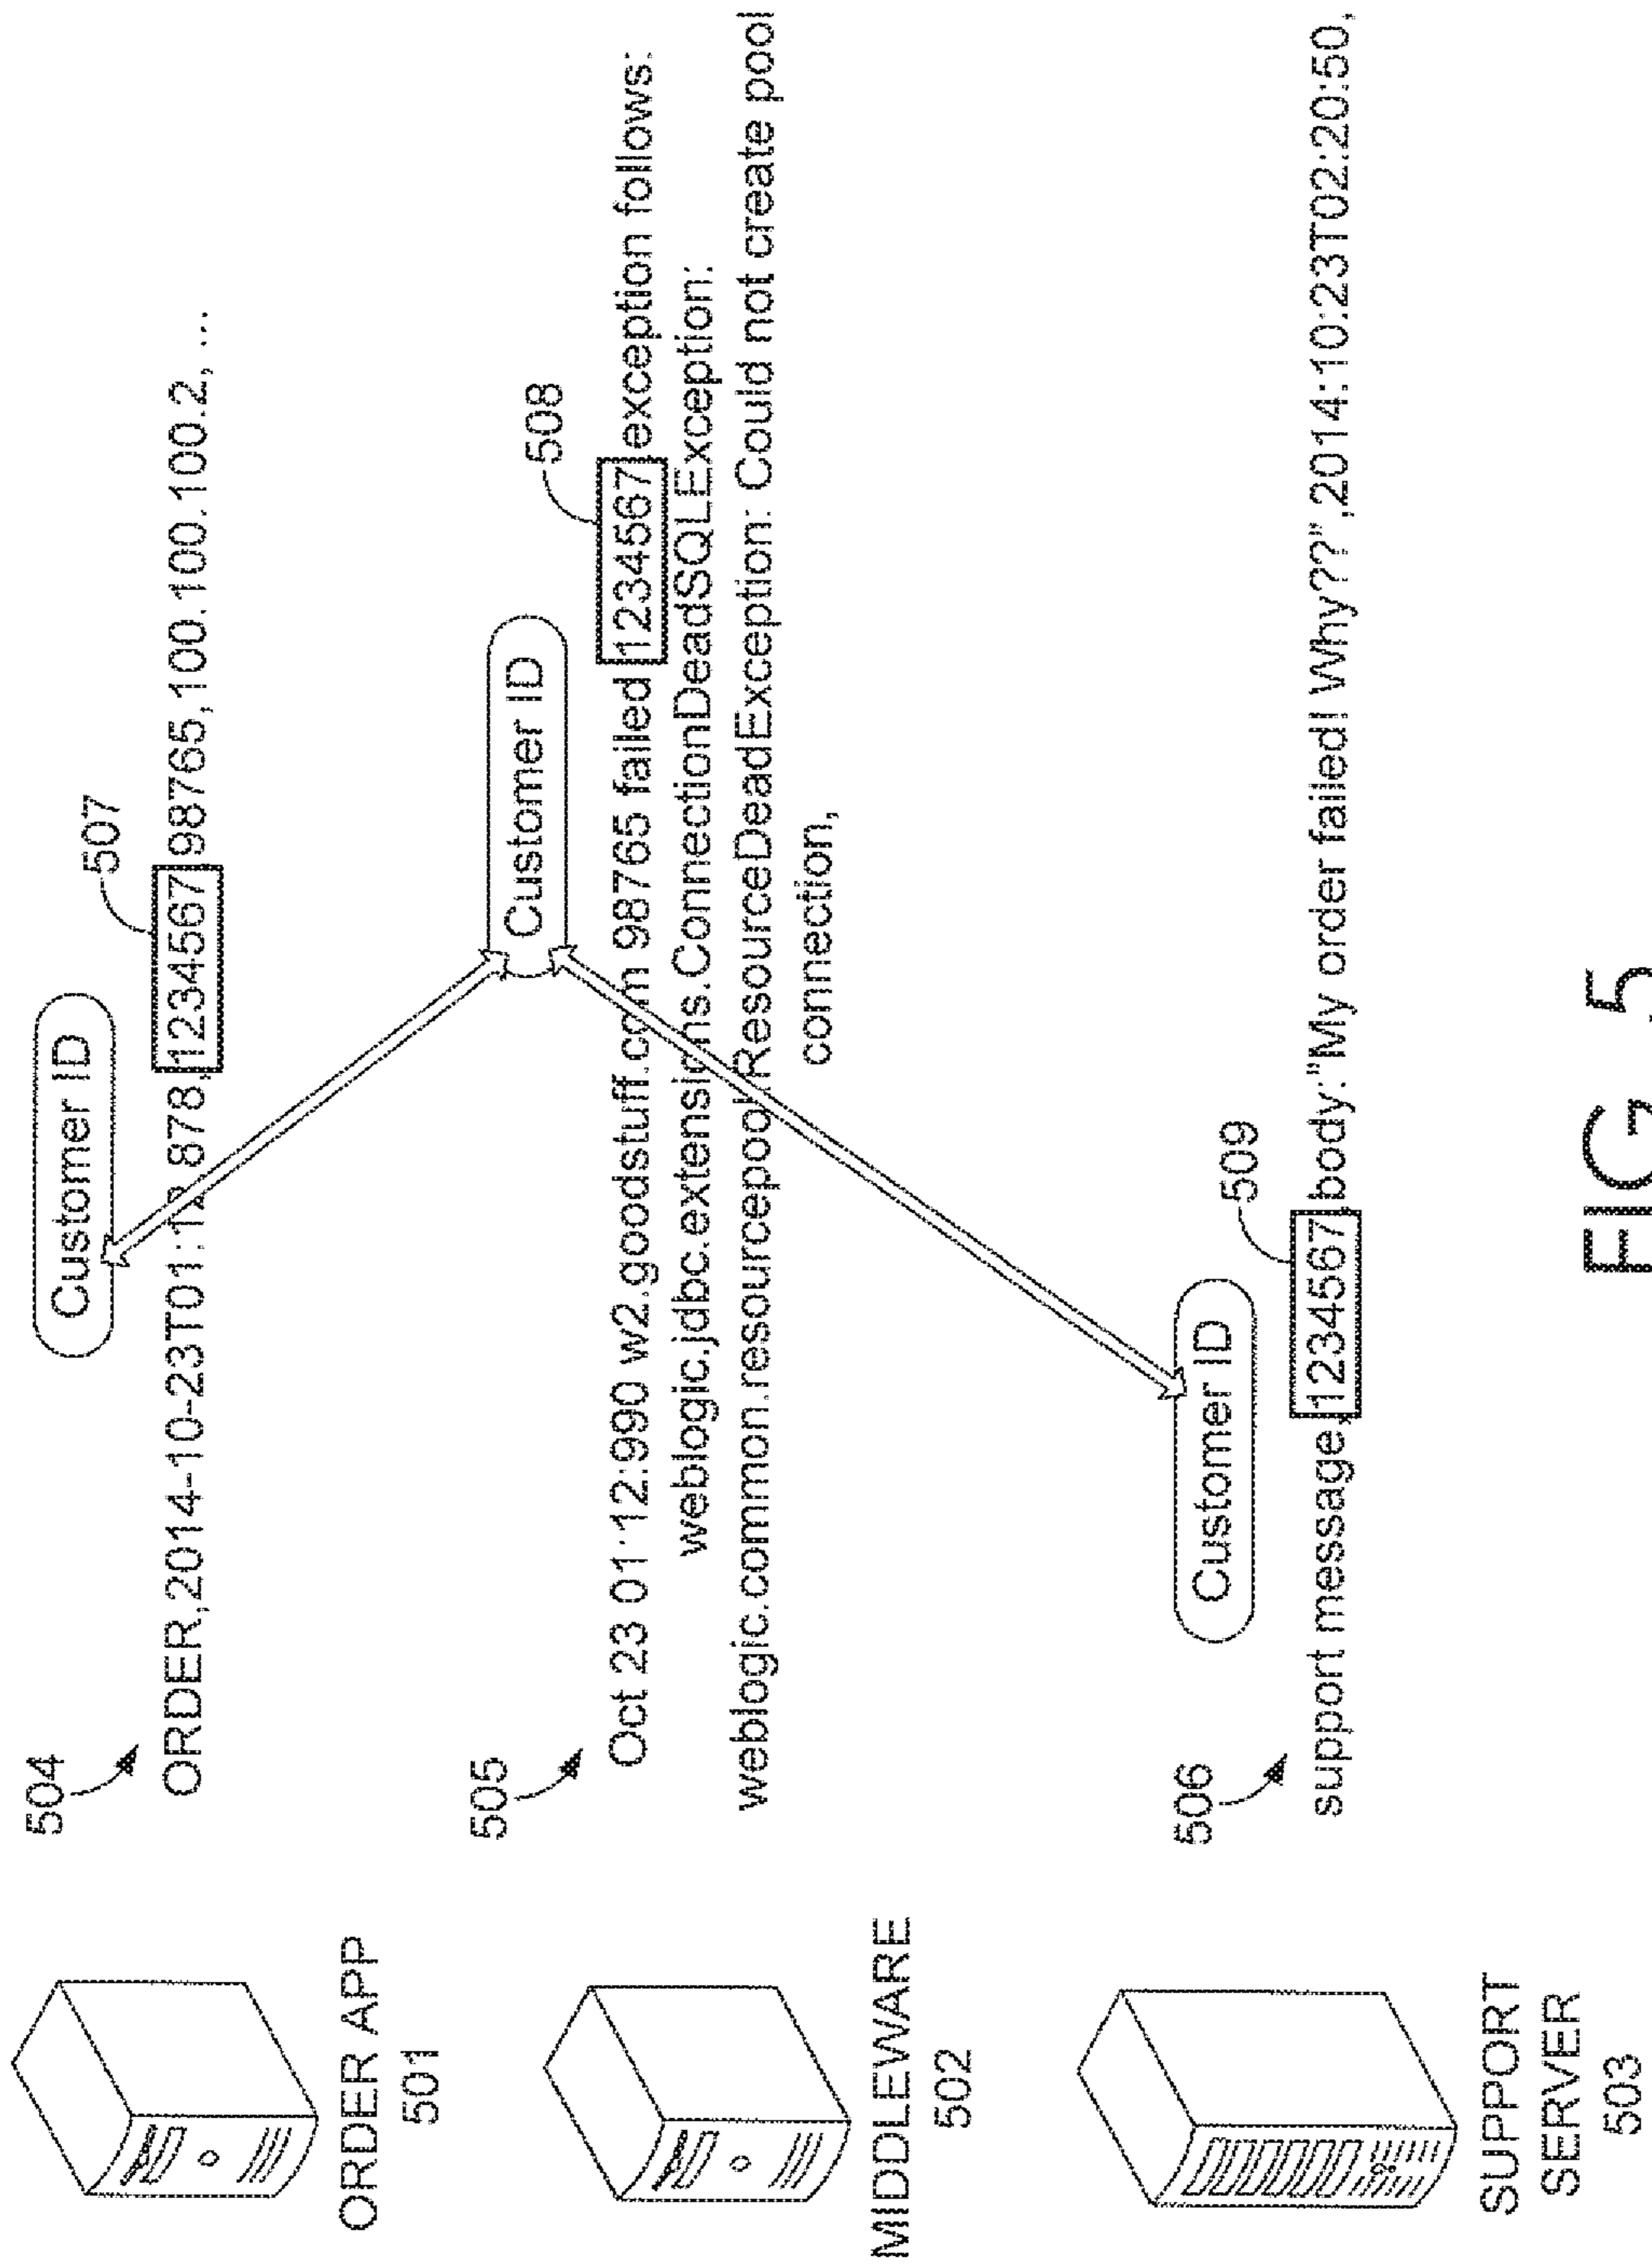 ORDER APP
501
504
Customer ID
507
ORDER,2014-10-23T01:12:878,1234567,98765,100.100.100.2, ...
MIDDLEWARE
502
505
Customer ID
508
Oct 23 01:12:990 w2.goodstuff.com 98765 failed 1234567 exception follows:
weblogic.jdbc.extensions.ConnectionDeadSQLException:
weblogic.common.resourcepool.ResourceDeadException: Could not create pool
connection,
SUPPORT
SERVER
503
506
Customer ID
509
support message,1234567,body:"My order failed! Why??",2014:10:23T02:20:50,
FIG. 5